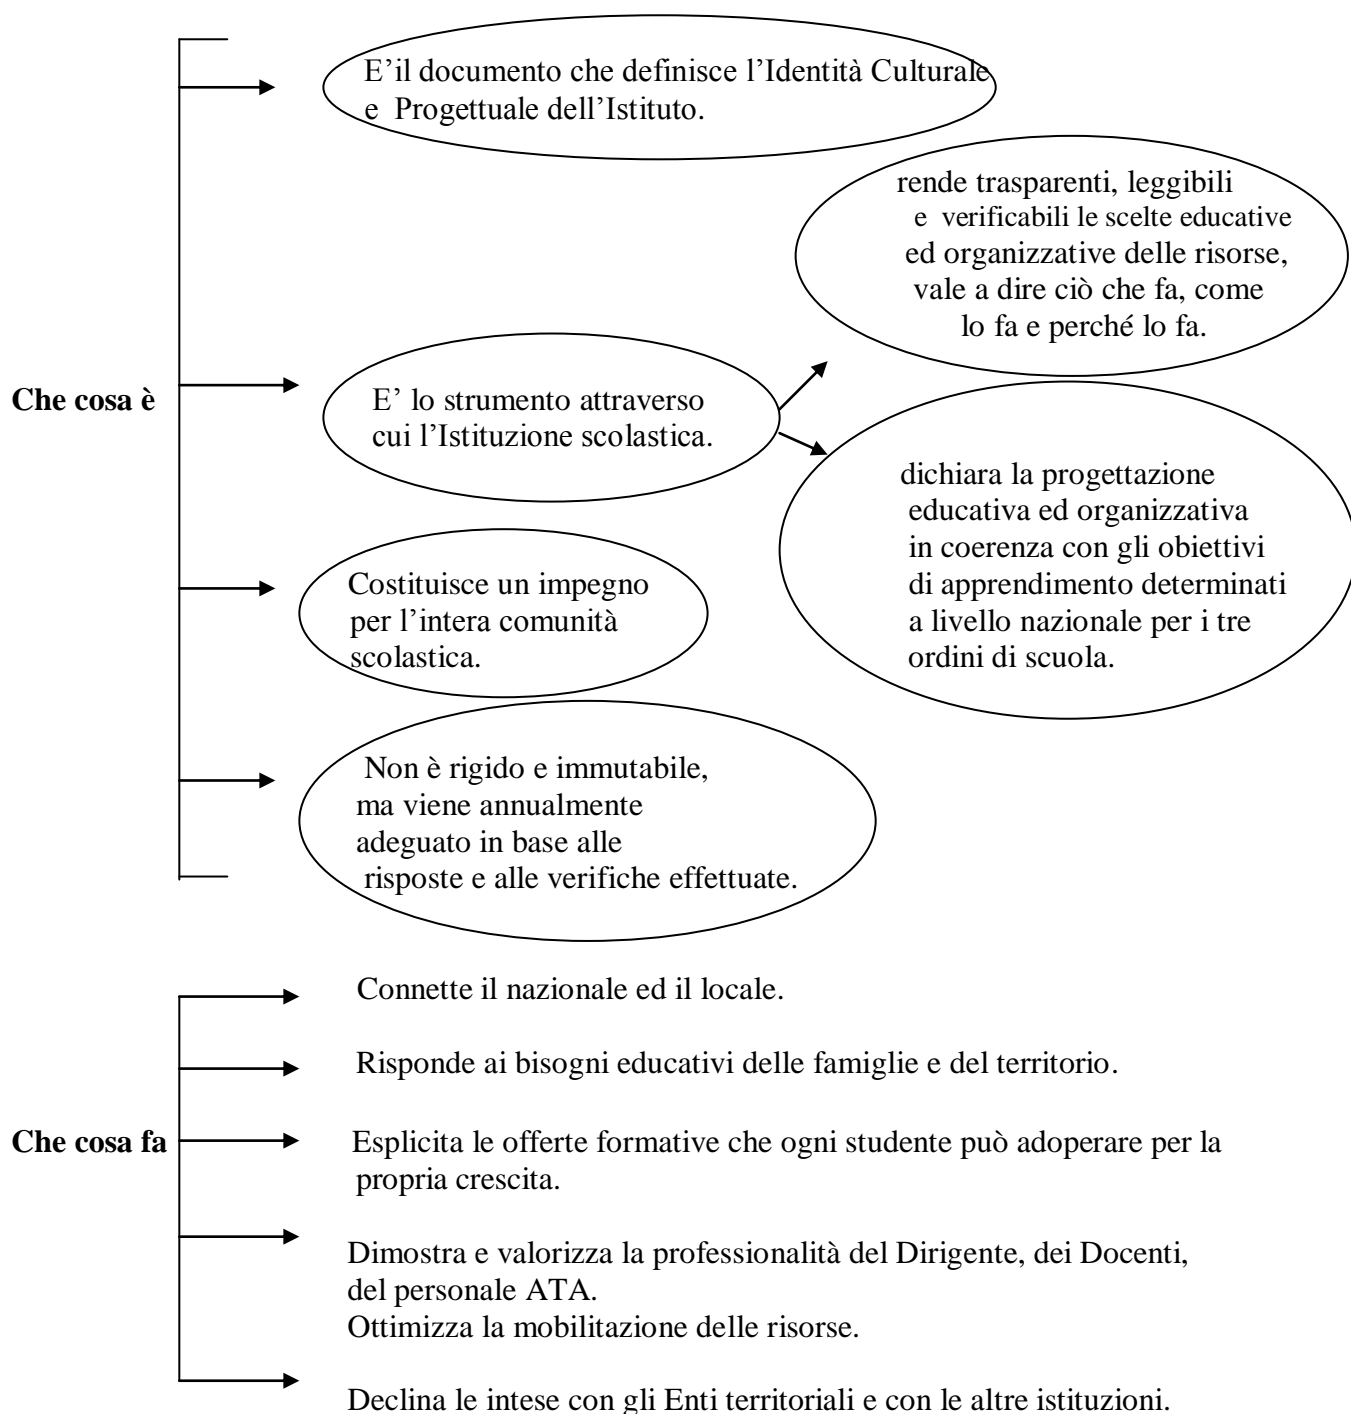 E'il documento che definisce l'Identità Culturale
e Progettuale dell'Istituto.
rende trasparenti, leggibili
e verificabili le scelte educative
ed organizzative delle risorse,
vale a dire ciò che fa, come
lo fa e perché lo fa.
Che cosa è
E' lo strumento attraverso
cui l'Istituzione scolastica.
dichiara la progettazione
educativa ed organizzativa
in coerenza con gli obiettivi
di apprendimento determinati
a livello nazionale per i tre
ordini di scuola.
Costituisce un impegno
per l'intera comunità
scolastica.
Non è rigido e immutabile,
ma viene annualmente
adeguato in base alle
risposte e alle verifiche effettuate.
Connette il nazionale ed il locale.
Risponde ai bisogni educativi delle famiglie e del territorio.
Che cosa fa
Esplicita le offerte formative che ogni studente può adoperare per la
propria crescita.
Dimostra e valorizza la professionalità del Dirigente, dei Docenti,
del personale ATA.
Ottimizza la mobilitazione delle risorse.
Declina le intese con gli Enti territoriali e con le altre istituzioni.